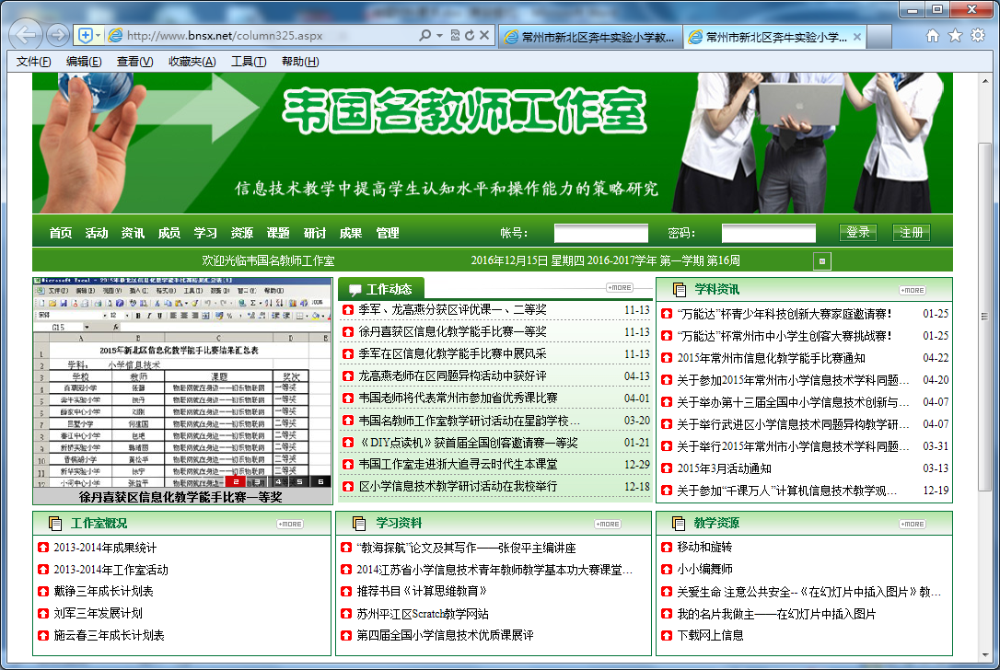 http://www.bnsx.net/column325.aspx
常州市新北区奔牛实验小学教...
常州市新北区奔牛实验小学...
文件(F) 编辑(E) 查看(V) 收藏夹(A) 工具(T) 帮助(H)
韦国名教师工作室
信息技术教学中提高学生认知水平和操作能力的策略研究
首页 活动 资讯 成员 学习 资源 课题 研讨 成果 管理 帐号： 密码： 登录 注册
欢迎光临韦国名教师工作室 2016年12月15日 星期四 2016-2017学年 第一学期 第16周
2015年新北区信息化教学能手比赛结果汇总表
学科： 小学信息技术
学校 教师 课题 奖次
2 3 4 5 6
徐丹喜获区信息化教学能手比赛一等奖
工作动态 +MORE
季军、龙高燕分获区评优课一、二等奖 11-13
徐丹喜获区信息化教学能手比赛一等奖 11-13
季军在区信息化教学能手比赛中展风采 11-13
龙高燕老师在区同题异构活动中获好评 04-13
韦国老师将代表常州市参加省优秀课比赛 04-01
韦国名教师工作室教学研讨活动在星韵学校... 03-20
《DIY点读机》获首届全国创客邀请赛一等奖 01-21
韦国工作室走进浙大追寻云时代生本课堂 12-29
区小学信息技术教学研讨活动在我校举行 12-18
学科资讯 +MORE
“万能达”杯青少年科技创新大赛家庭邀请赛！ 01-25
“万能达”杯常州市中小学生创客大赛挑战赛！ 01-25
2015年常州市信息化教学能手比赛通知 04-22
关于参加2015年常州市小学信息技术学科同题... 04-20
关于举办第十三届全国中小学信息技术创新与... 04-07
关于举行武进区小学信息技术同题异构教学研... 04-07
关于举行2015年常州市小学信息技术学科同题... 03-31
2015年3月活动通知 03-13
关于参加“千课万人”计算机信息技术教学观... 12-19
工作室概况 +MORE
2013-2014年成果统计
2013-2014年工作室活动
戴铮三年成长计划表
刘军三年发展计划
施云春三年成长计划表
学习资料 +MORE
“教海探航”论文及其写作——张俊平主编讲座
2014江苏省小学信息技术青年教师教学基本功大赛课堂...
推荐书目《计算思维教育》
苏州平江区Scratch教学网站
第四届全国小学信息技术优质课展评
教学资源 +MORE
移动和旋转
小小编舞师
关爱生命 注意公共安全--《在幻灯片中插入图片》教...
我的名片我做主——在幻灯片中插入图片
下载网上信息